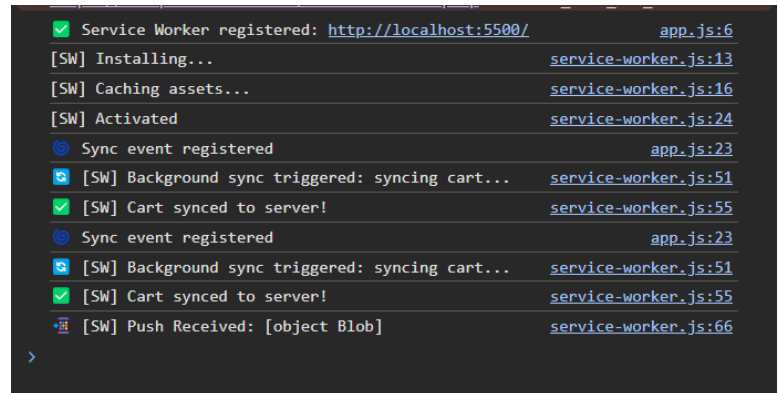 ✅ Service Worker registered: http://localhost:5500/ app.js:6
[SW] Installing... service-worker.js:13
[SW] Caching assets... service-worker.js:16
[SW] Activated service-worker.js:24
🌀 Sync event registered app.js:23
🔄 [SW] Background sync triggered: syncing cart... service-worker.js:51
✅ [SW] Cart synced to server! service-worker.js:55
🌀 Sync event registered app.js:23
🔄 [SW] Background sync triggered: syncing cart... service-worker.js:51
✅ [SW] Cart synced to server! service-worker.js:55
📲 [SW] Push Received: [object Blob] service-worker.js:66
>